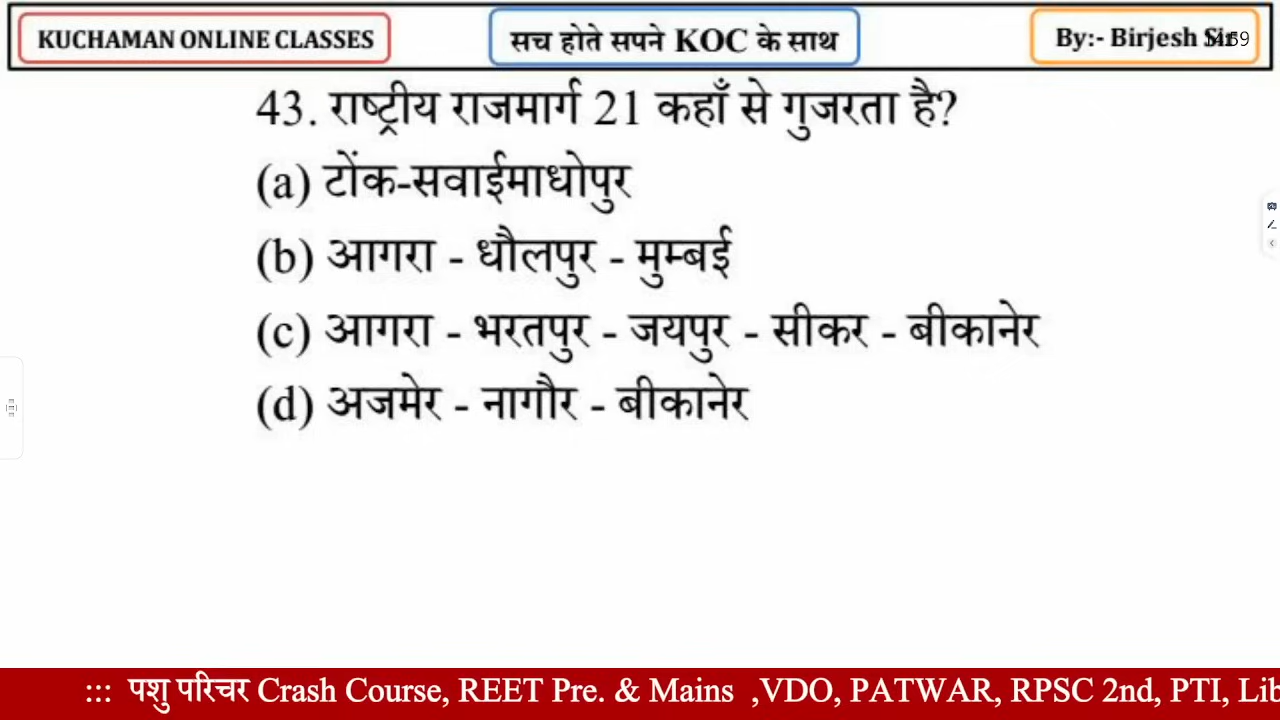 KUCHAMAN ONLINE CLASSES
सच होते सपने KOC के साथ
By:- Birjesh Sir
43. राष्ट्रीय राजमार्ग 21 कहाँ से गुजरता है?
(a) टोंक-सवाईमाधोपुर
(b) आगरा - धौलपुर - मुम्बई
(c) आगरा - भरतपुर - जयपुर - सीकर - बीकानेर
(d) अजमेर - नागौर - बीकानेर
::: पशु परिचर Crash Course, REET Pre. & Mains ,VDO, PATWAR, RPSC 2nd, PTI, Lib